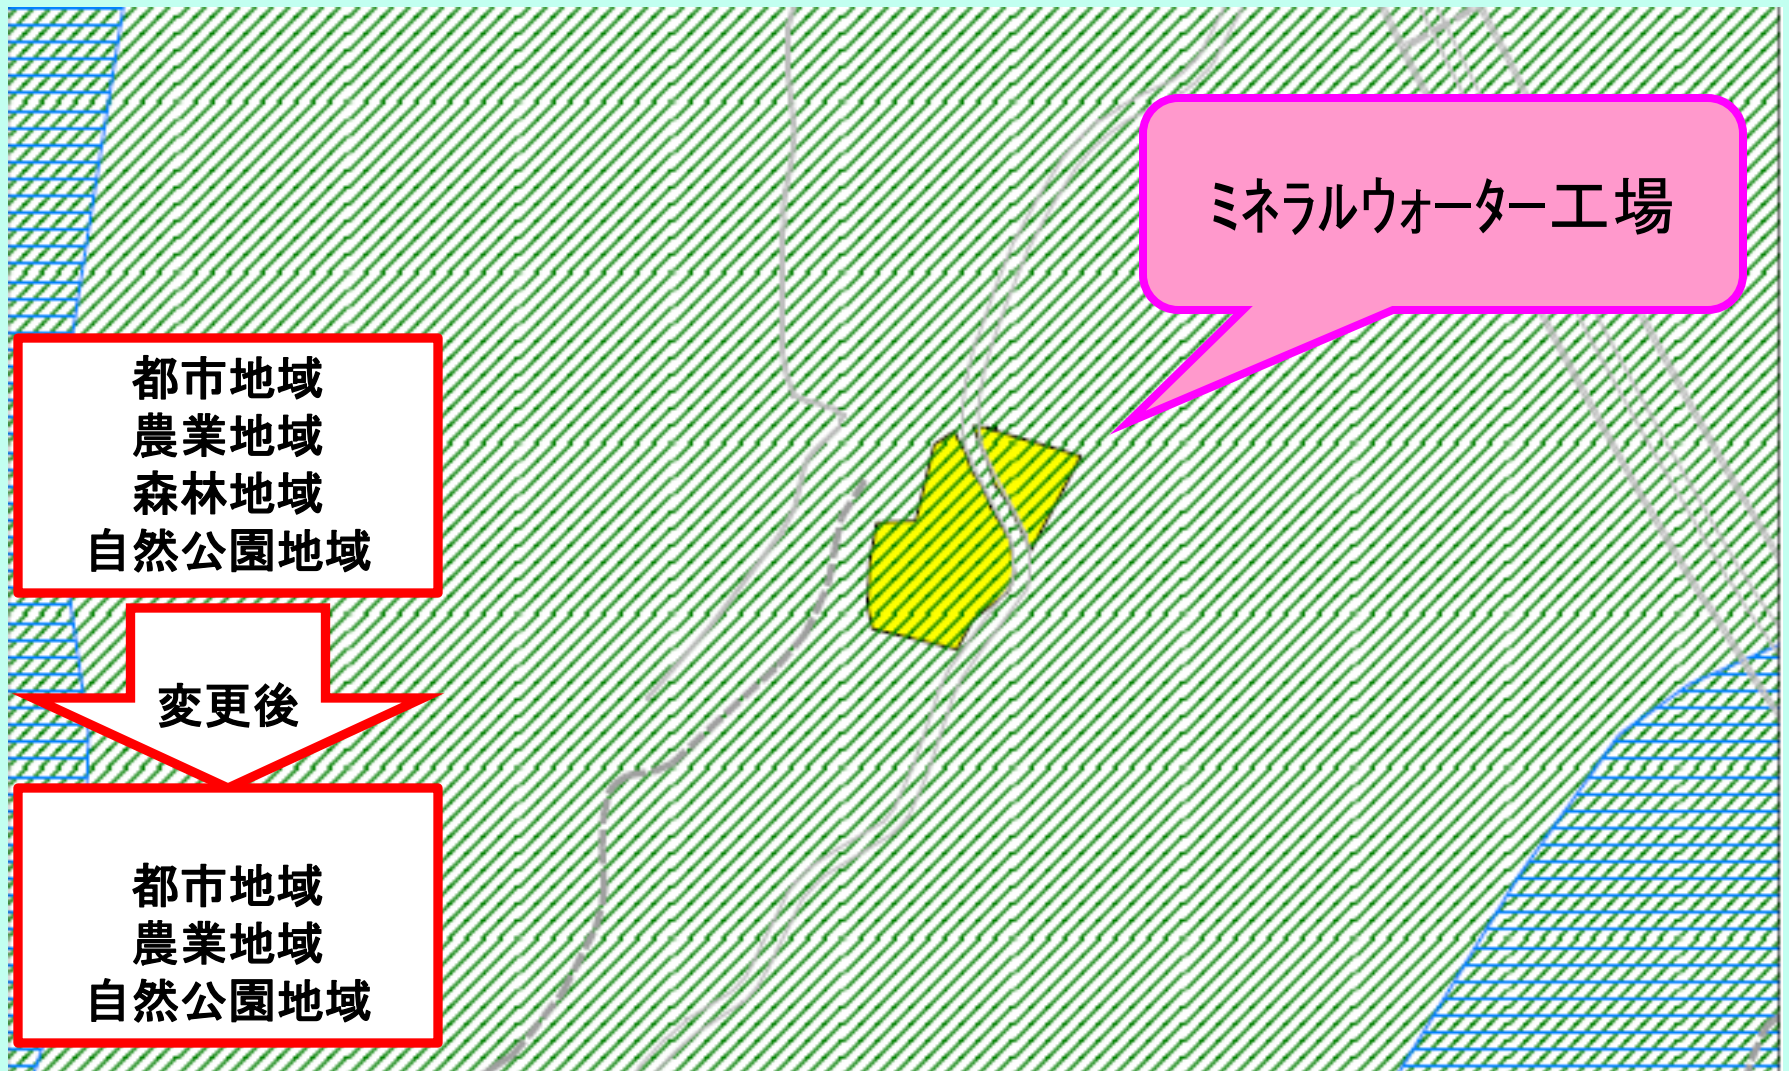 ﾐﾈﾗﾙｳｫｰﾀｰ工場
都市地域
農業地域
森林地域
自然公園地域
変更後
都市地域
農業地域
自然公園地域